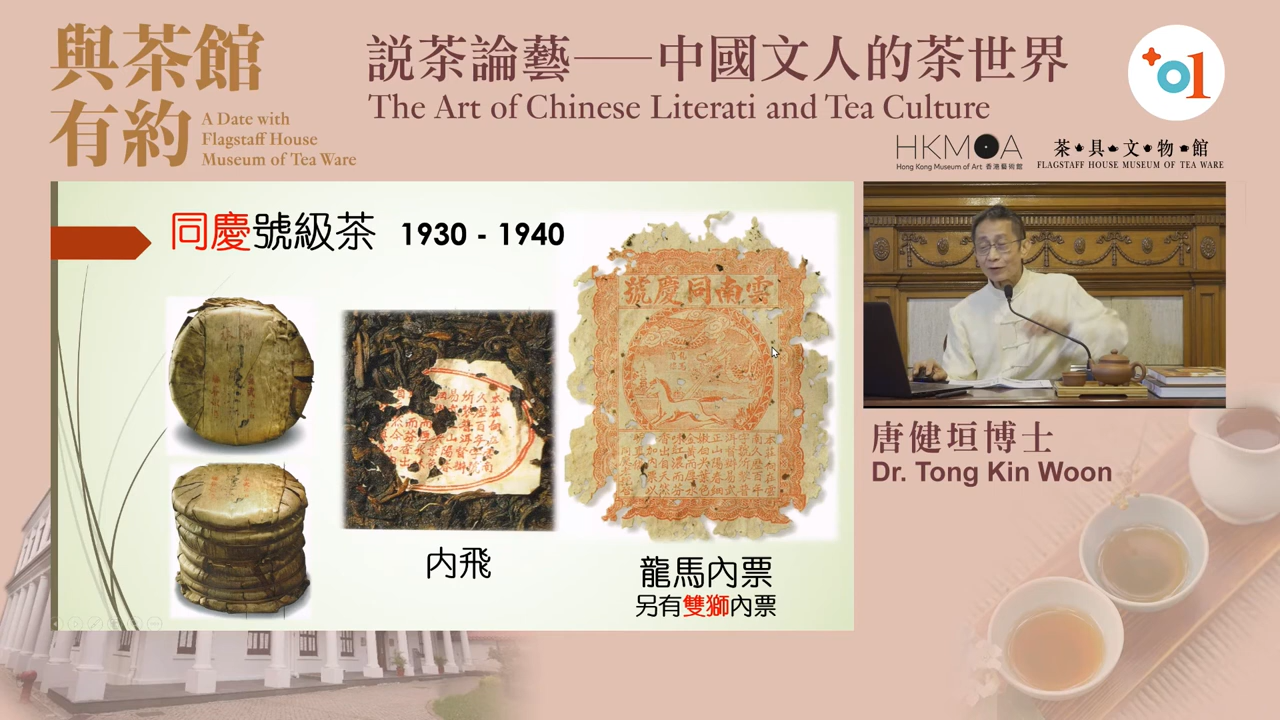 與茶館
有約
A Date with
Flagstaff House
Museum of Tea Ware
説茶論藝——中國文人的茶世界
The Art of Chinese Literati and Tea Culture
+01
HKMOA
Hong Kong Museum of Art 香港藝術館
茶具文物館
FLAGSTAFF HOUSE MUSEUM OF TEA WARE
同慶號級茶 1930 - 1940
號慶同南雲
内飛
龍馬內票
另有雙獅內票
唐健垣博士
Dr. Tong Kin Woon